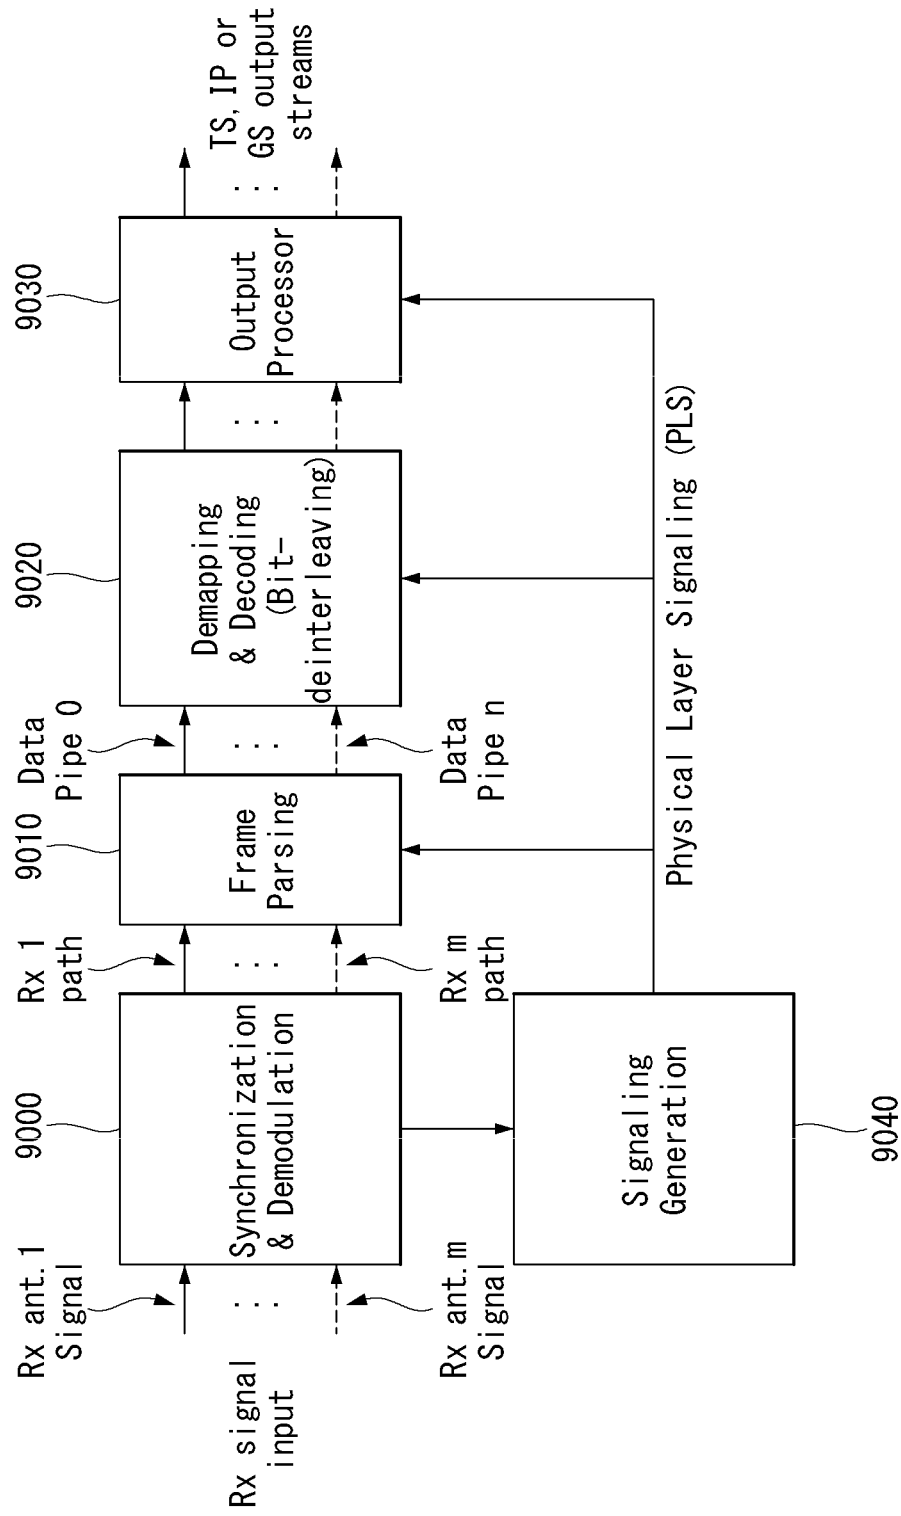 Rx signal
input
Rx ant.1
Signal
Rx ant.m
Signal
9000
Synchronization
& Demodulation
...
Rx 1
path
...
Rx m
path
9010
Frame
Parsing
Data
Pipe 0
...
Data
Pipe n
9020
Demapping
& Decoding
(Bit-
deinterleaving)
...
9030
Output
Processor
...
TS, IP or
GS output
streams
Signaling
Generation
9040
Physical Layer Signaling (PLS)